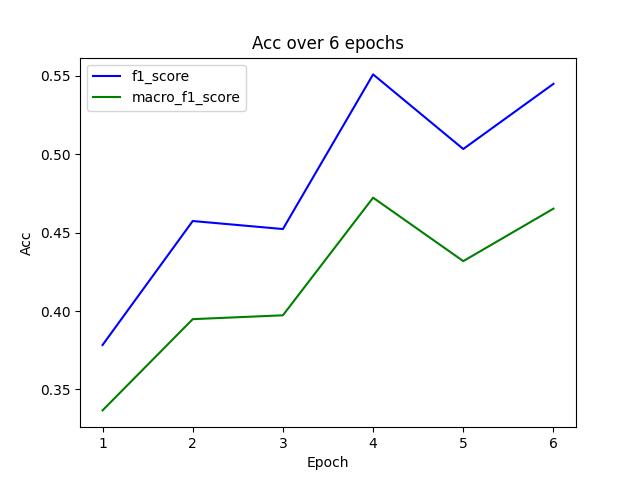 Acc over 6 epochs
f1_score
macro_f1_score
0.55
0.50
0.45
0.40
0.35
Acc
1 2 3 4 5 6
Epoch